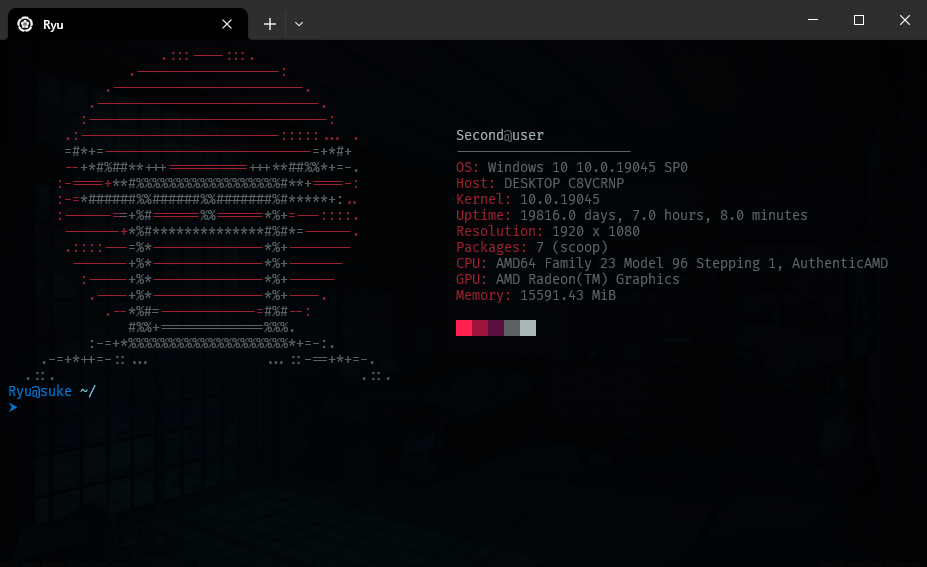 Ryu
Second@user
OS: Windows 10 10.0.19045 SP0
Host: DESKTOP C8VCRNP
Kernel: 10.0.19045
Uptime: 19816.0 days, 7.0 hours, 8.0 minutes
Resolution: 1920 x 1080
Packages: 7 (scoop)
CPU: AMD64 Family 23 Model 96 Stepping 1, AuthenticAMD
GPU: AMD Radeon(TM) Graphics
Memory: 15591.43 MiB
Ryu@suke ~/